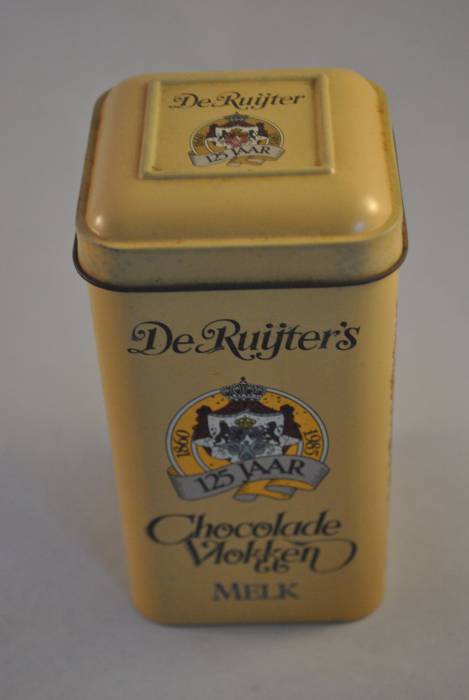 De Ruijter
125 JAAR
De Ruijter's
1860 1985
125 JAAR
Chocolade
Vlokken
MELK